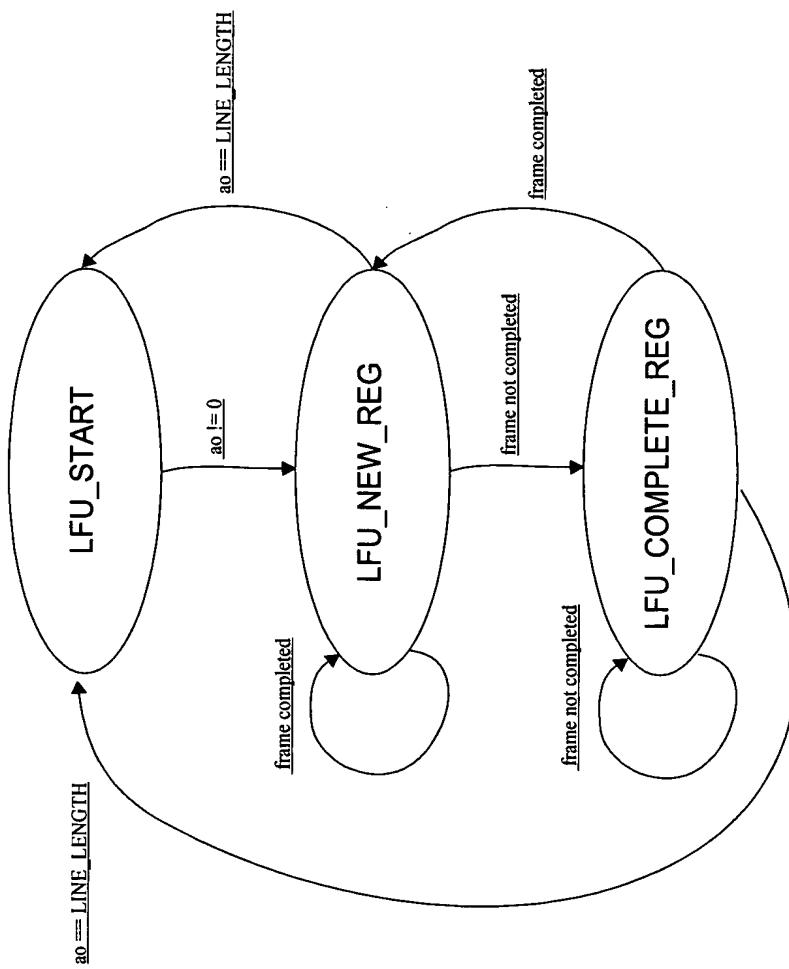 LFU_START
ao == LINE_LENGTH
ao != 0
ao == LINE_LENGTH
LFU_NEW_REG
frame completed
frame not completed
frame completed
LFU_COMPLETE_REG
frame not completed